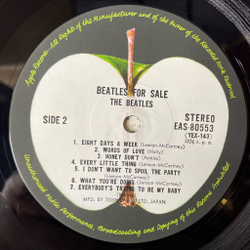 Apple Records · All Rights of the Manufacturer and of the Owner of the Recorded Work Reserved
BEATLES FOR SALE
THE BEATLES
SIDE 2
STEREO
EAS-80553
(YEX-143)
33⅓ r.p.m.
1. EIGHT DAYS A WEEK (Lennon-McCartney)
2. WORDS OF LOVE (Holly)
3. HONEY DON'T (Perkins)
4. EVERY LITTLE THING (Lennon-McCartney)
5. I DON'T WANT TO SPOIL THE PARTY
(Lennon-McCartney)
6. WHAT YOU'RE DOING (Lennon-McCartney)
7. EVERYBODY'S TRYING TO BE MY BABY
MFD. BY TOSHIBA LTD. JAPAN
Unauthorised Public Performance, Broadcasting and Copying of this Record Prohibited